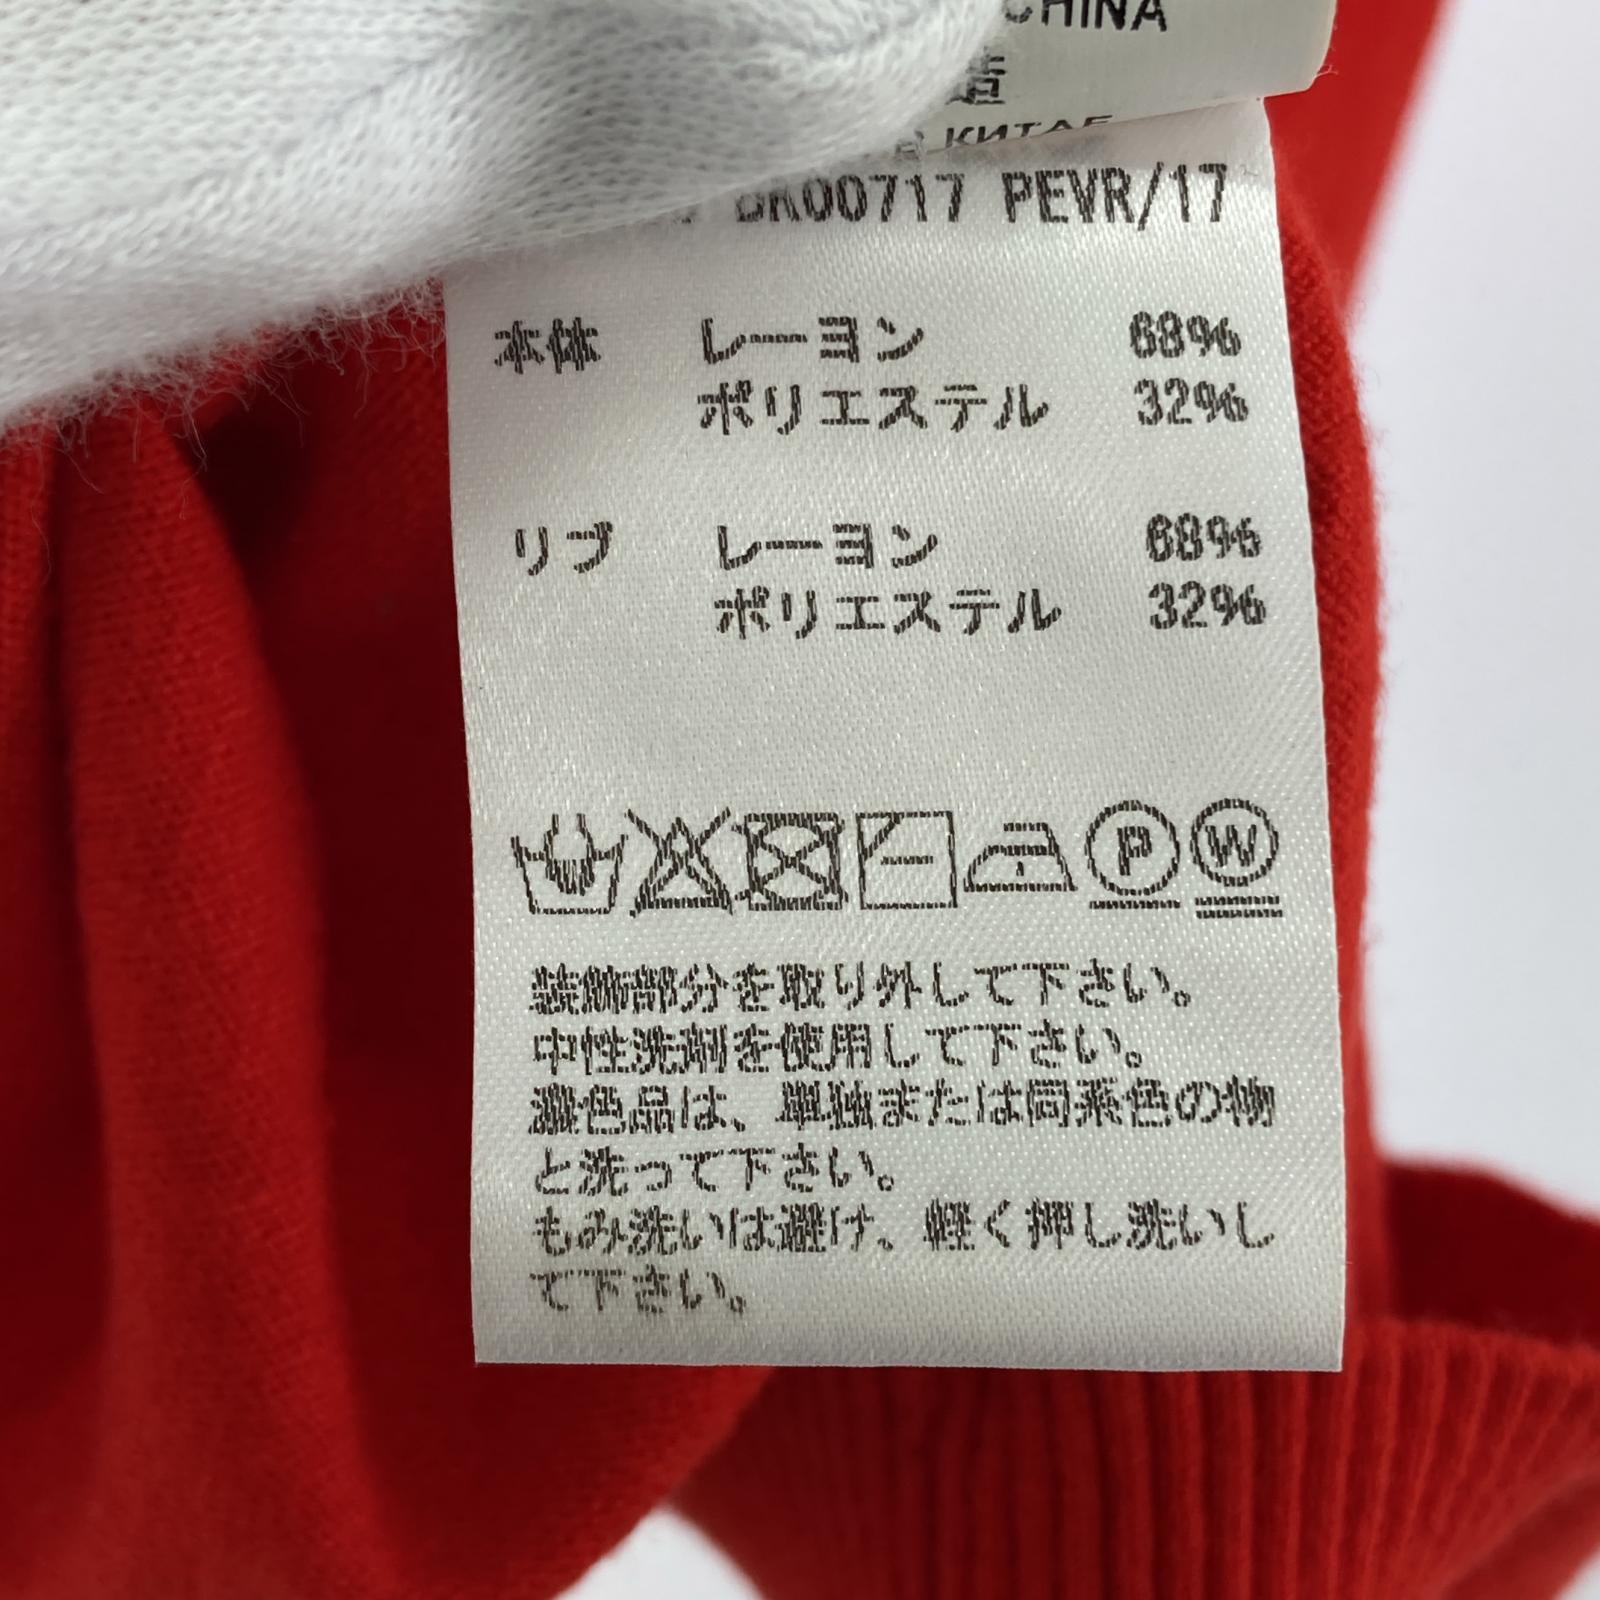 CHINA
造
КИТАЕ
DK00717 PEVR/17
本体 レーヨン 68%
ポリエステル 32%
リブ レーヨン 68%
ポリエステル 32%
P W
装飾部分を取り外して下さい。
中性洗剤を使用して下さい。
濃色品は、単独または同系色の物
と洗って下さい。
もみ洗いは避け、軽く押し洗いし
て下さい。